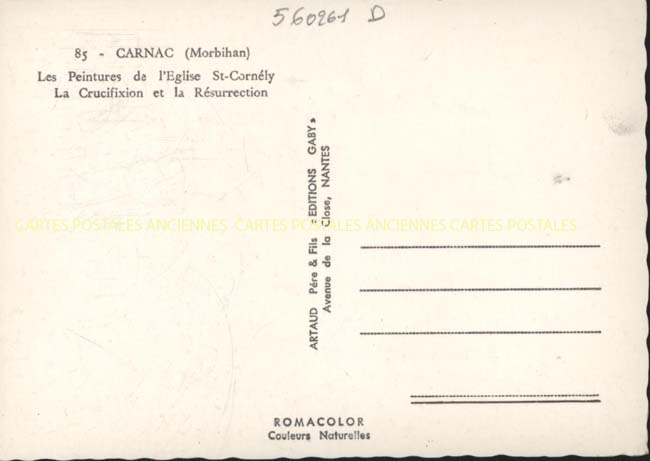 560261 D
85 - CARNAC (Morbihan)
Les Peintures de l'Eglise St-Cornély
La Crucifixion et la Résurrection
ARTAUD Père & Fils « EDITIONS GABY »
Avenue de la Close, NANTES
CARTES POSTALES ANCIENNES CARTES POSTALES ANCIENNES CARTES POSTALES
ROMACOLOR
Couleurs Naturelles